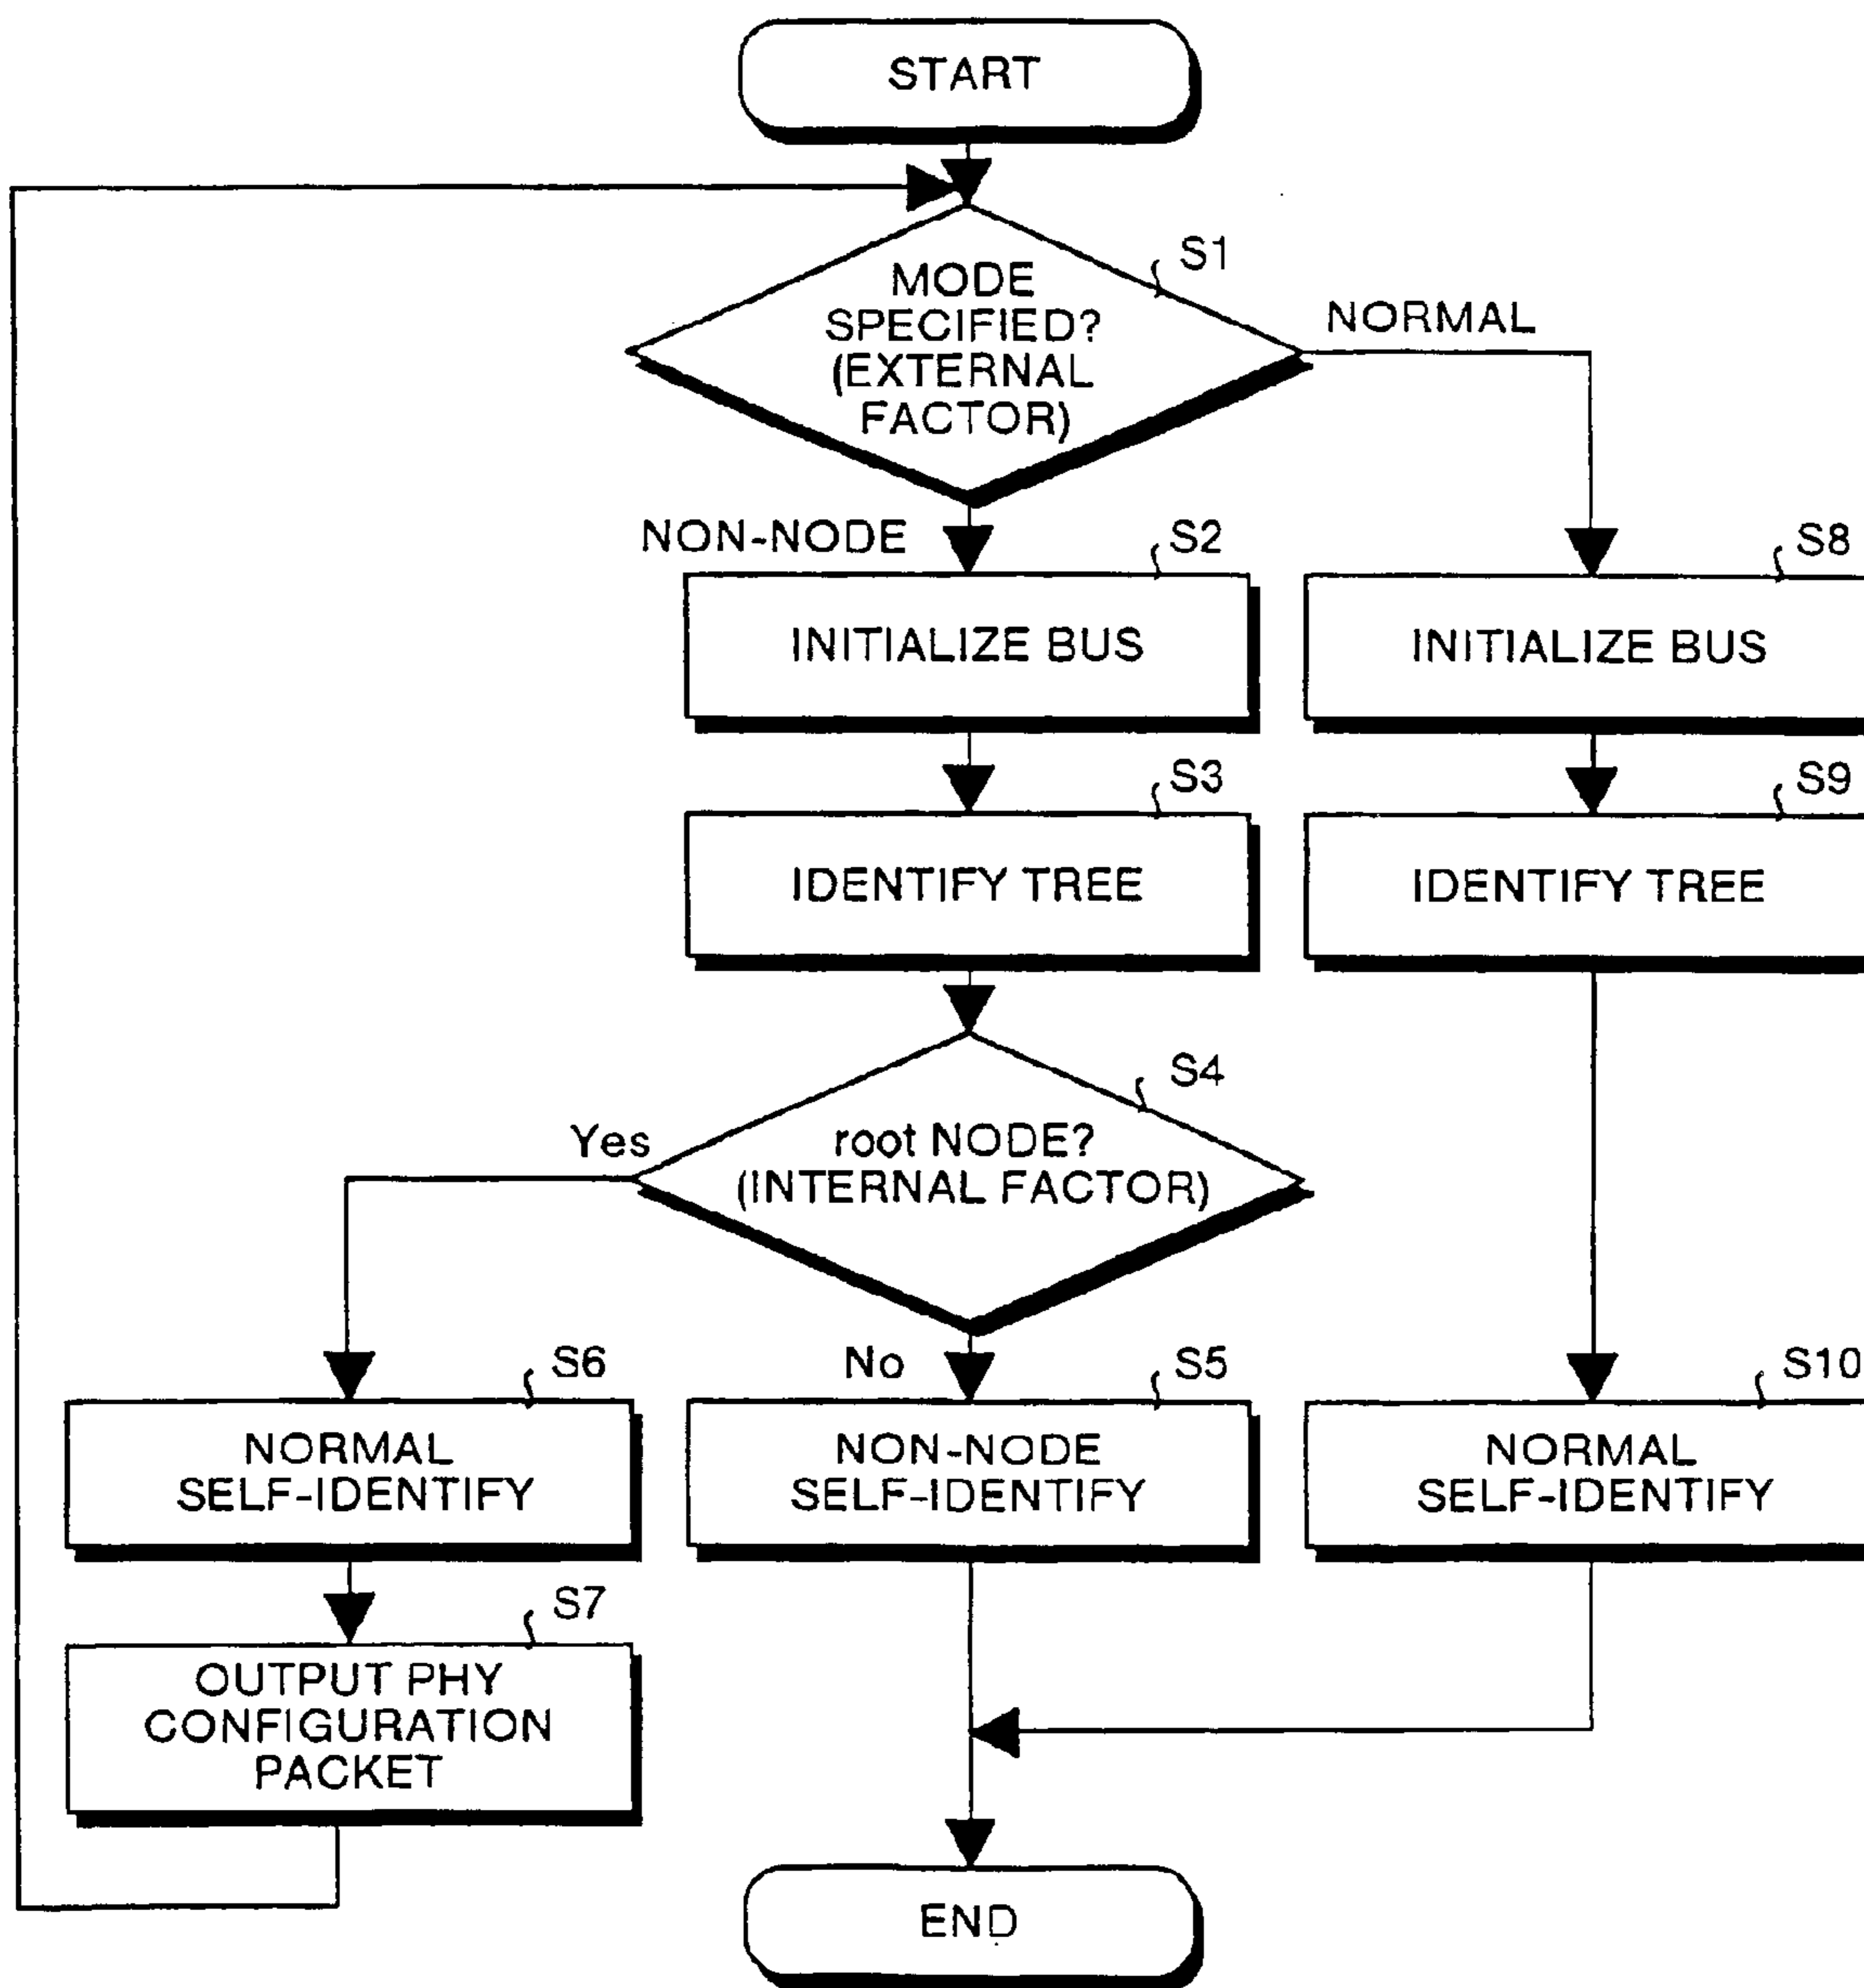 START
S1
MODE
SPECIFIED?
(EXTERNAL
FACTOR)
NORMAL
NON-NODE
S2
S8
INITIALIZE BUS
INITIALIZE BUS
S3
S9
IDENTIFY TREE
IDENTIFY TREE
S4
Yes
root NODE?
(INTERNAL FACTOR)
S6
No
S5
S10
NORMAL
SELF-IDENTIFY
NON-NODE
SELF-IDENTIFY
NORMAL
SELF-IDENTIFY
S7
OUTPUT PHY
CONFIGURATION
PACKET
END